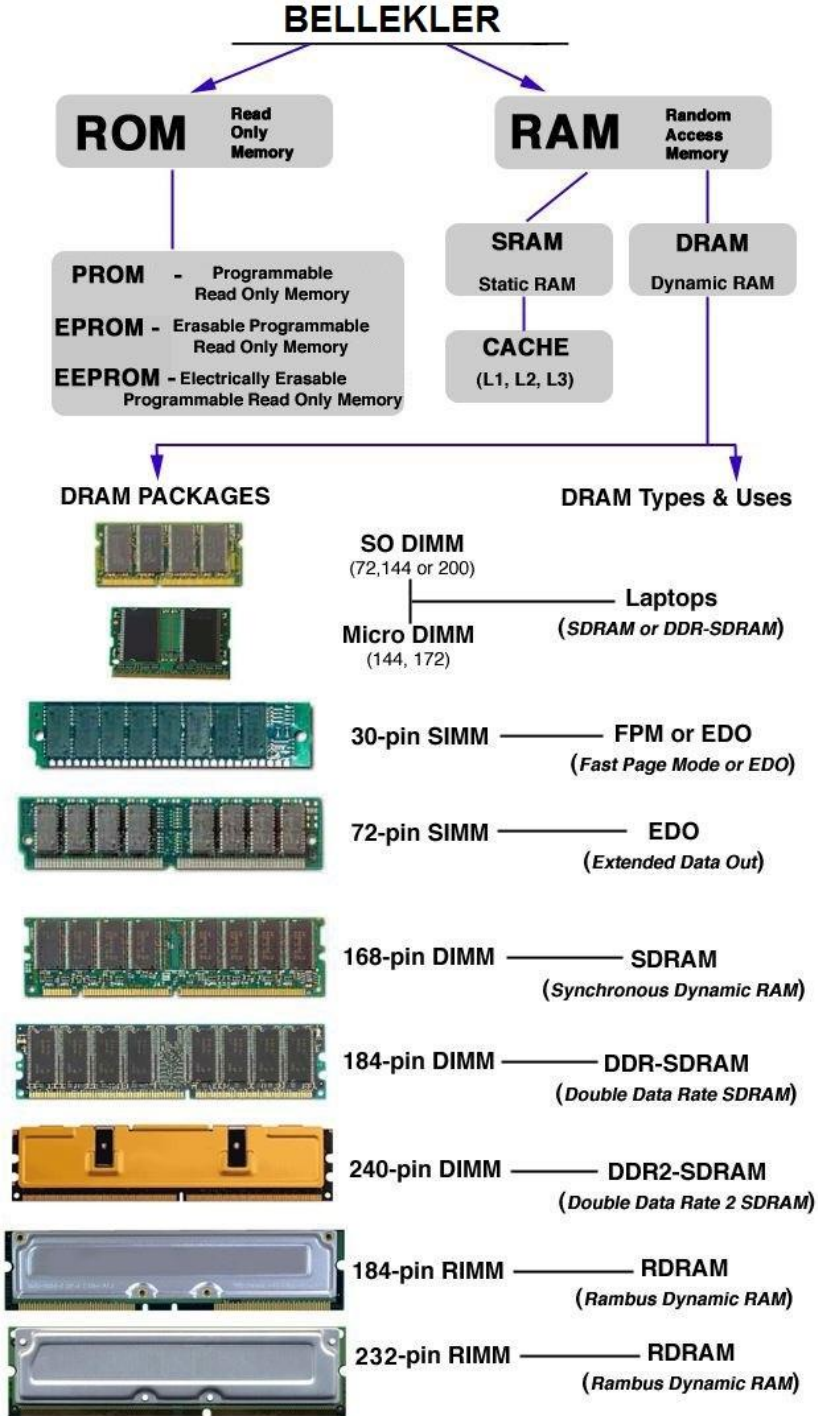 BELLEKLER
ROM
Read
Only
Memory
RAM
Random
Access
Memory
PROM - Programmable
Read Only Memory
EPROM - Erasable Programmable
Read Only Memory
EEPROM - Electrically Erasable
Programmable Read Only Memory
SRAM
Static RAM
DRAM
Dynamic RAM
CACHE
(L1, L2, L3)
DRAM PACKAGES
DRAM Types & Uses
SO DIMM
(72,144 or 200)
Micro DIMM
(144, 172)
Laptops
(SDRAM or DDR-SDRAM)
30-pin SIMM
FPM or EDO
(Fast Page Mode or EDO)
72-pin SIMM
EDO
(Extended Data Out)
168-pin DIMM
SDRAM
(Synchronous Dynamic RAM)
184-pin DIMM
DDR-SDRAM
(Double Data Rate SDRAM)
240-pin DIMM
DDR2-SDRAM
(Double Data Rate 2 SDRAM)
184-pin RIMM
RDRAM
(Rambus Dynamic RAM)
232-pin RIMM
RDRAM
(Rambus Dynamic RAM)